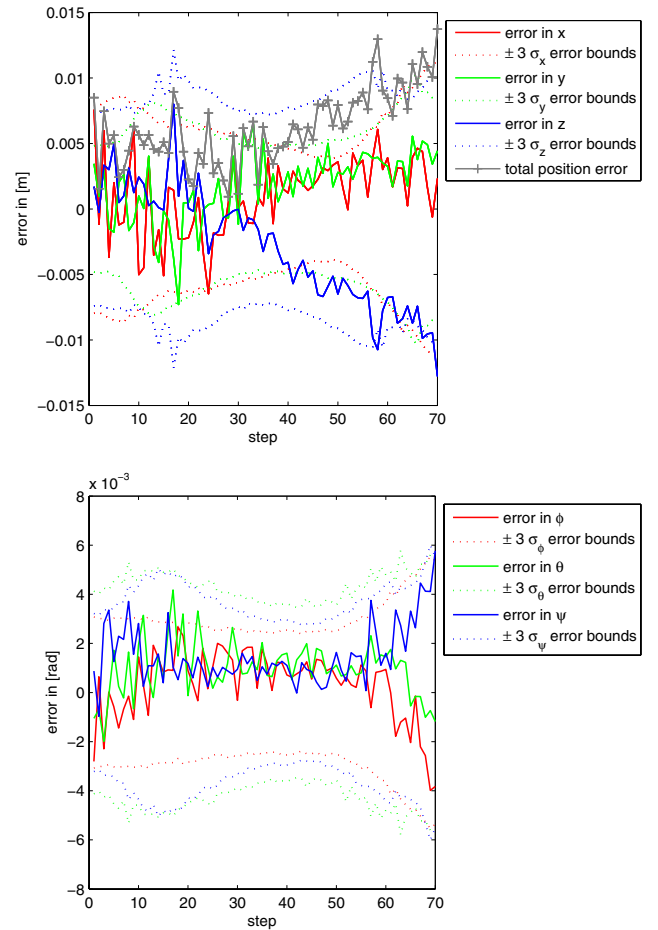 0.015
0.01
0.005
0
−0.005
−0.01
−0.015
error in [m]
0 10 20 30 40 50 60 70
step
error in x
± 3 σx error bounds
error in y
± 3 σy error bounds
error in z
± 3 σz error bounds
total position error
x 10−3
8
6
4
2
0
−2
−4
−6
−8
error in [rad]
0 10 20 30 40 50 60 70
step
error in ϕ
± 3 σϕ error bounds
error in θ
± 3 σθ error bounds
error in ψ
± 3 σψ error bounds